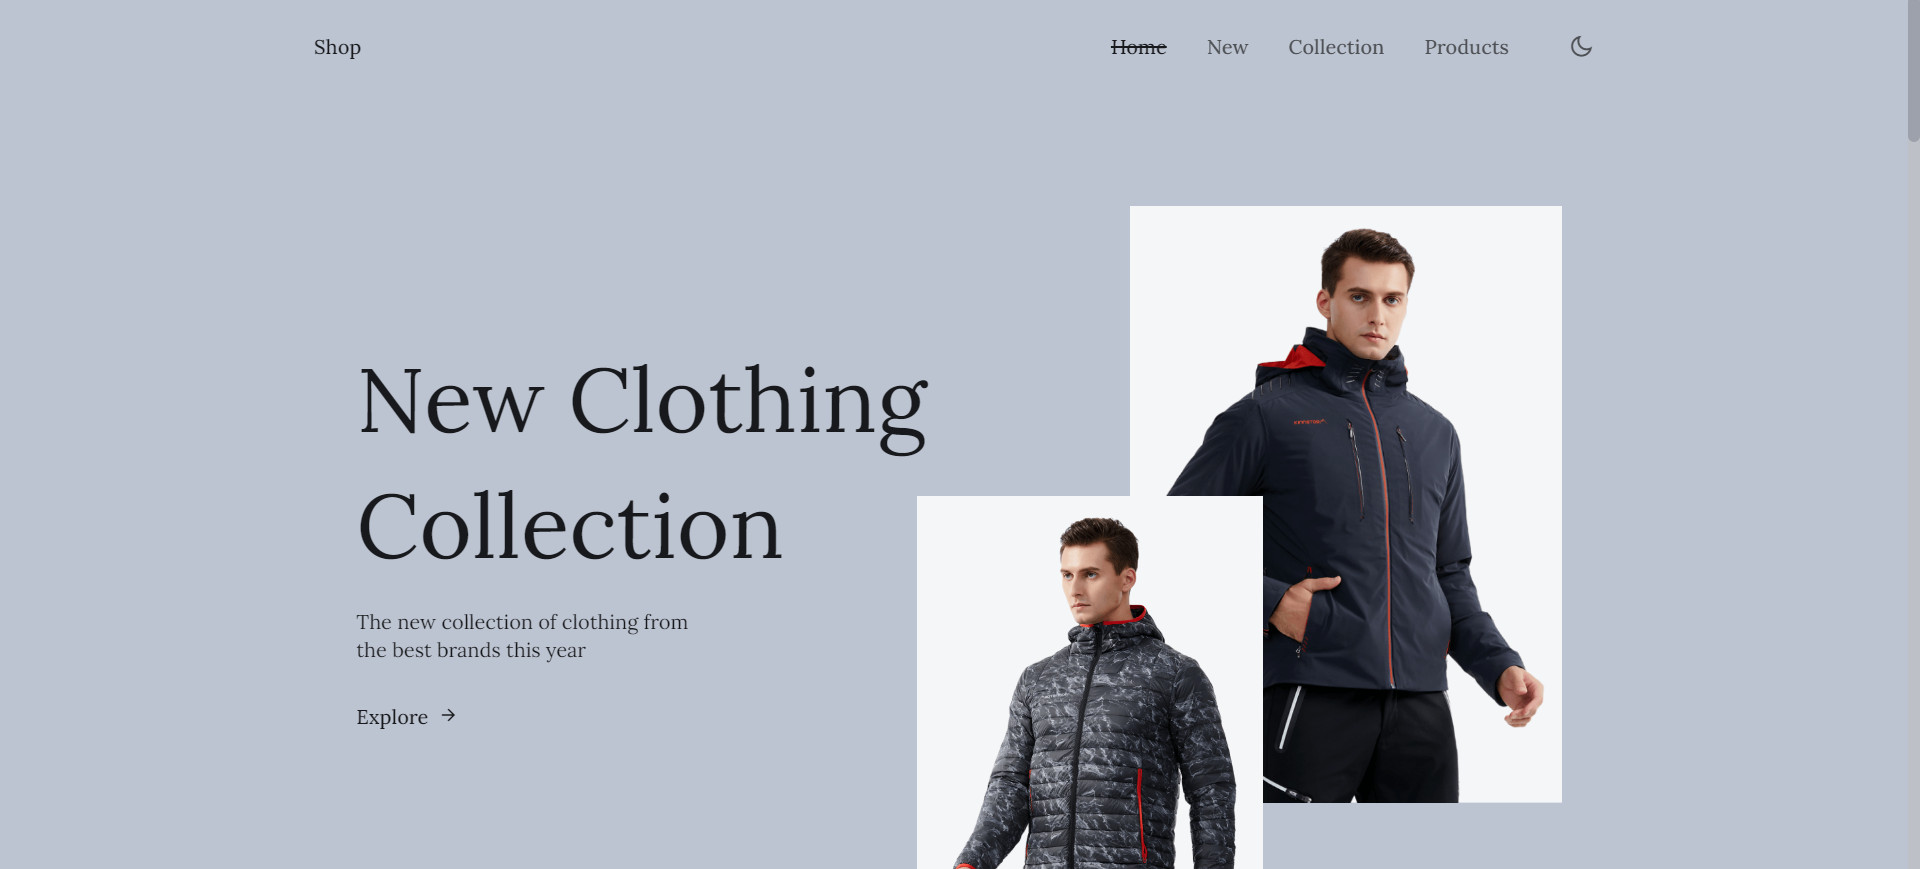 Shop
Home New Collection Products
New Clothing
Collection
The new collection of clothing from
the best brands this year
Explore